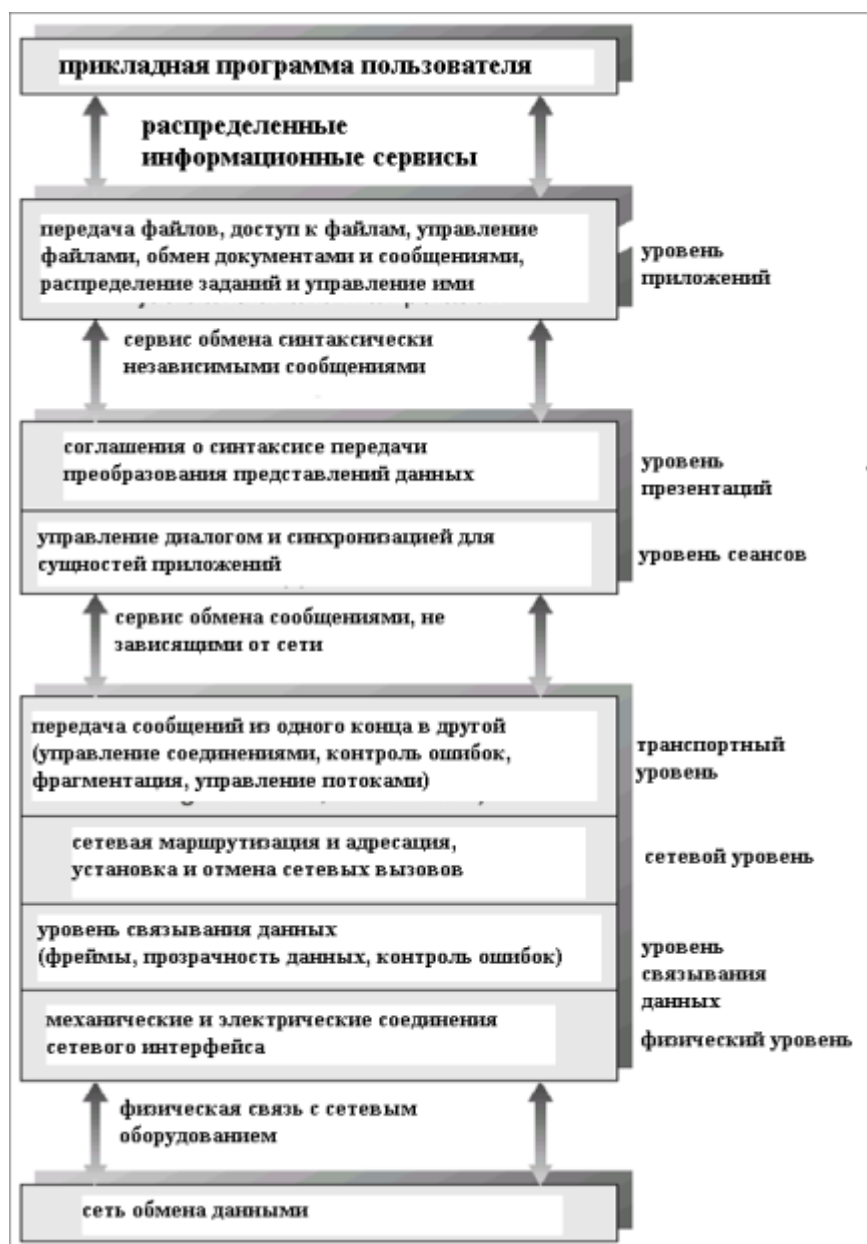 прикладная программа пользователя
распределенные
информационные сервисы
передача файлов, доступ к файлам, управление
файлами, обмен документами и сообщениями,
распределение заданий и управление ими
уровень
приложений
сервис обмена синтаксически
независимыми сообщениями
соглашения о синтаксисе передачи
преобразования представлений данных
уровень
презентаций
управление диалогом и синхронизацией для
сущностей приложений
уровень сеансов
сервис обмена сообщениями, не
зависящими от сети
передача сообщений из одного конца в другой
(управление соединениями, контроль ошибок,
фрагментация, управление потоками)
транспортный
уровень
сетевая маршрутизация и адресация,
установка и отмена сетевых вызовов
сетевой уровень
уровень связывания данных
(фреймы, прозрачность данных, контроль ошибок)
уровень
связывания
данных
механические и электрические соединения
сетевого интерфейса
физический уровень
физическая связь с сетевым
оборудованием
сеть обмена данными